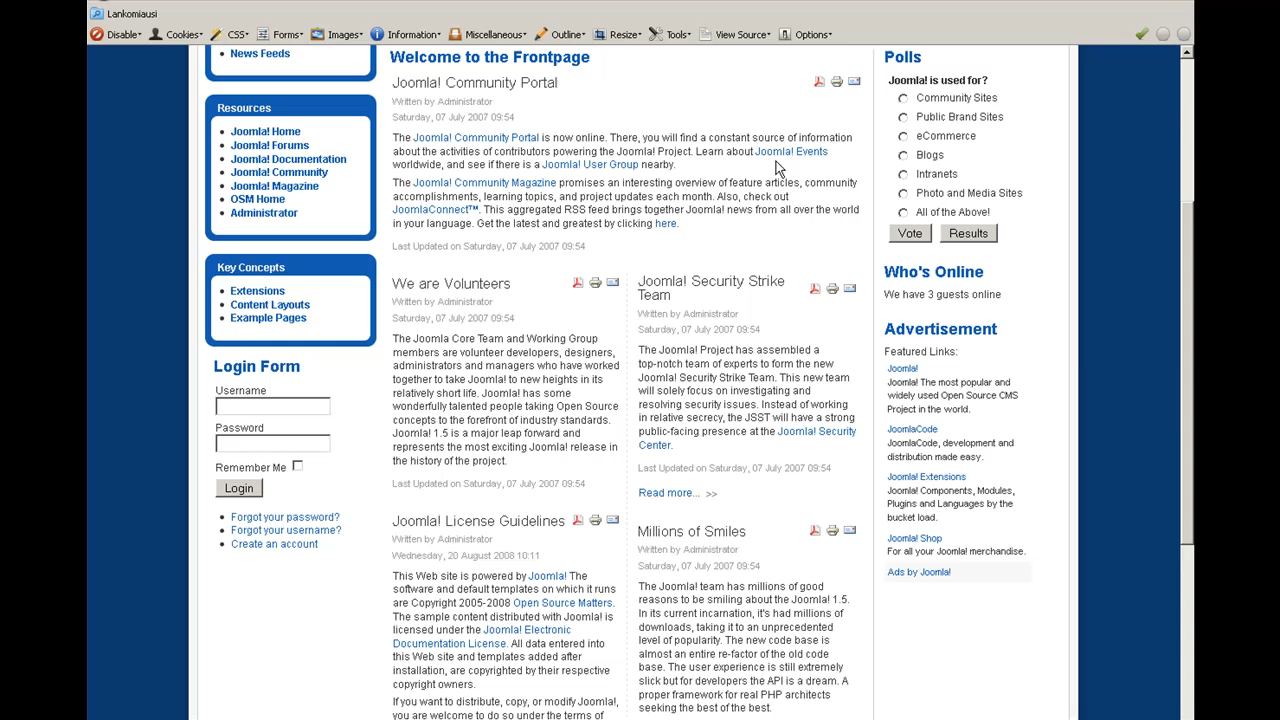 Lankomiausi
Disable▾ Cookies▾ CSS▾ Forms▾ Images▾ Information▾ Miscellaneous▾ Outline▾ Resize▾ Tools▾ View Source▾ Options▾
News Feeds
Resources
Joomla! Home
Joomla! Forums
Joomla! Documentation
Joomla! Community
Joomla! Magazine
OSM Home
Administrator
Key Concepts
Extensions
Content Layouts
Example Pages
Login Form
Username
Password
Remember Me
Login
Forgot your password?
Forgot your username?
Create an account
Welcome to the Frontpage
Joomla! Community Portal
Written by Administrator
Saturday, 07 July 2007 09:54
The Joomla! Community Portal is now online. There, you will find a constant source of information
about the activities of contributors powering the Joomla! Project. Learn about Joomla! Events
worldwide, and see if there is a Joomla! User Group nearby.
The Joomla! Community Magazine promises an interesting overview of feature articles, community
accomplishments, learning topics, and project updates each month. Also, check out
JoomlaConnect™. This aggregated RSS feed brings together Joomla! news from all over the world
in your language. Get the latest and greatest by clicking here.
Last Updated on Saturday, 07 July 2007 09:54
We are Volunteers
Written by Administrator
Saturday, 07 July 2007 09:54
The Joomla Core Team and Working Group
members are volunteer developers, designers,
administrators and managers who have worked
together to take Joomla! to new heights in its
relatively short life. Joomla! has some
wonderfully talented people taking Open Source
concepts to the forefront of industry standards.
Joomla! 1.5 is a major leap forward and
represents the most exciting Joomla! release in
the history of the project.
Last Updated on Saturday, 07 July 2007 09:54
Joomla! License Guidelines
Written by Administrator
Wednesday, 20 August 2008 10:11
This Web site is powered by Joomla! The
software and default templates on which it runs
are Copyright 2005-2008 Open Source Matters.
The sample content distributed with Joomla! is
licensed under the Joomla! Electronic
Documentation License. All data entered into
this Web site and templates added after
installation, are copyrighted by their respective
copyright owners.
If you want to distribute, copy, or modify Joomla!,
you are welcome to do so under the terms of
Joomla! Security Strike
Team
Written by Administrator
Saturday, 07 July 2007 09:54
The Joomla! Project has assembled a
top-notch team of experts to form the new
Joomla! Security Strike Team. This new team
will solely focus on investigating and
resolving security issues. Instead of working
in relative secrecy, the JSST will have a strong
public-facing presence at the Joomla! Security
Center.
Last Updated on Saturday, 07 July 2007 09:54
Read more... >>
Millions of Smiles
Written by Administrator
Saturday, 07 July 2007 09:54
The Joomla! team has millions of good
reasons to be smiling about the Joomla! 1.5.
In its current incarnation, it's had millions of
downloads, taking it to an unprecedented
level of popularity. The new code base is
almost an entire re-factor of the old code
base. The user experience is still extremely
slick but for developers the API is a dream. A
proper framework for real PHP architects
seeking the best of the best.
Polls
Joomla! is used for?
Community Sites
Public Brand Sites
eCommerce
Blogs
Intranets
Photo and Media Sites
All of the Above!
Vote Results
Who's Online
We have 3 guests online
Advertisement
Featured Links:
Joomla!
Joomla! The most popular and
widely used Open Source CMS
Project in the world.
JoomlaCode
JoomlaCode, development and
distribution made easy.
Joomla! Extensions
Joomla! Components, Modules,
Plugins and Languages by the
bucket load.
Joomla! Shop
For all your Joomla! merchandise.
Ads by Joomla!